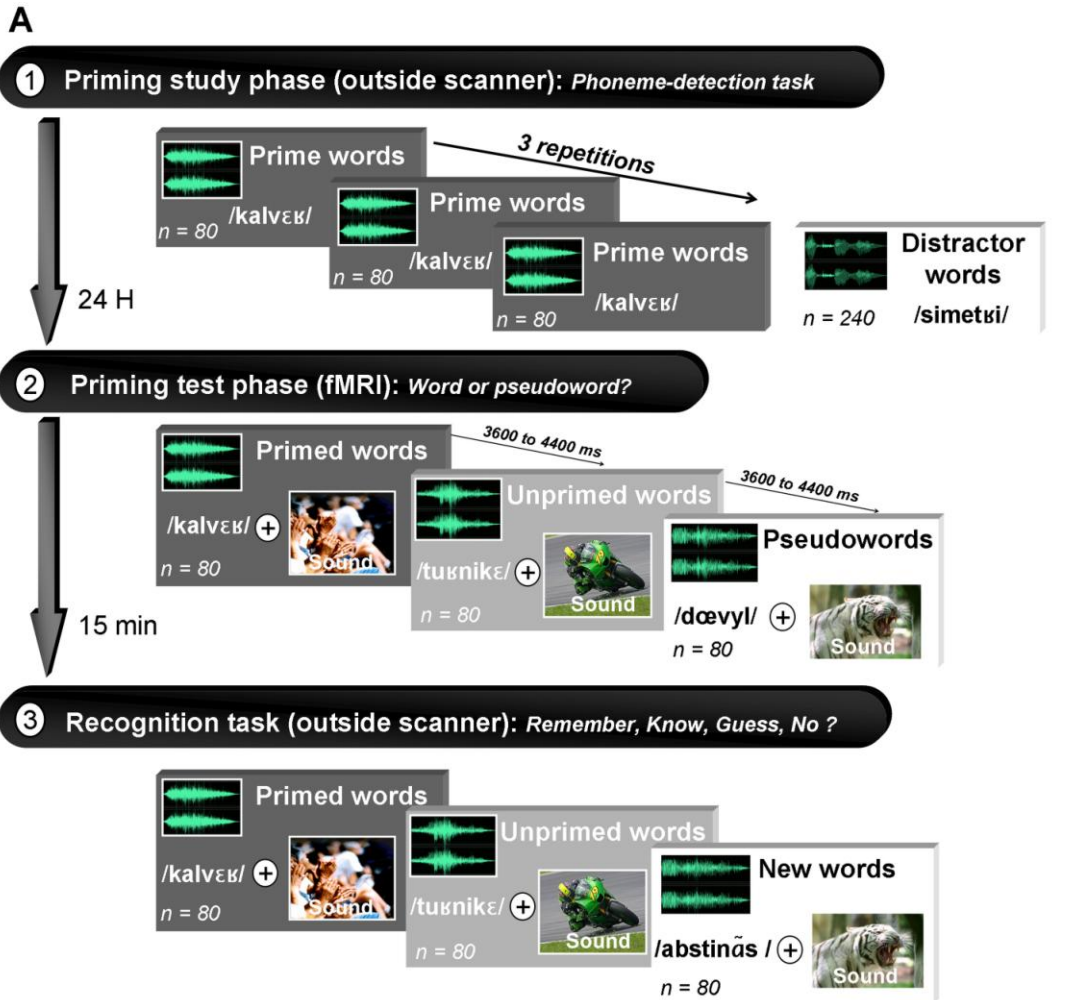 A
1 Priming study phase (outside scanner): Phoneme-detection task
3 repetitions
Prime words
/kalvɛʁ/
n = 80
Prime words
/kalvɛʁ/
n = 80
Prime words
/kalvɛʁ/
n = 80
Distractor
words
n = 240 /simetʁi/
24 H
2 Priming test phase (fMRI): Word or pseudoword?
3600 to 4400 ms
Primed words
/kalvɛʁ/ +
Sound
n = 80
3600 to 4400 ms
Unprimed words
/tuʁnikɛ/ +
Sound
n = 80
Pseudowords
/dœvyl/ +
Sound
n = 80
15 min
3 Recognition task (outside scanner): Remember, Know, Guess, No ?
Primed words
/kalvɛʁ/ +
Sound
n = 80
Unprimed words
/tuʁnikɛ/ +
Sound
n = 80
New words
/abstinɑ̃s / +
Sound
n = 80